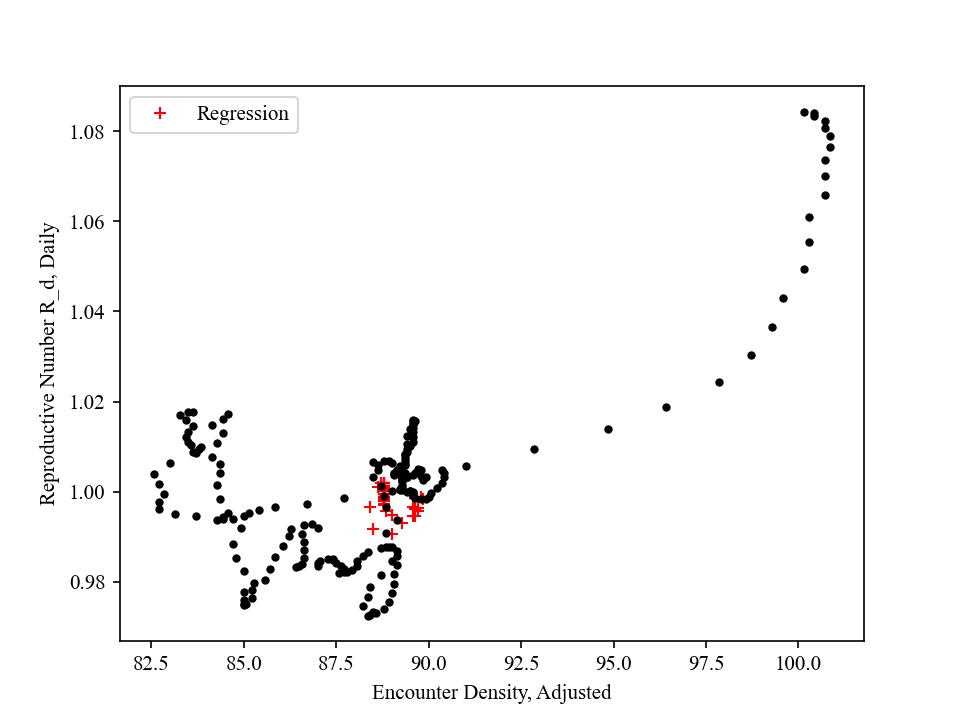 Regression
1.08
1.06
1.04
1.02
1.00
0.98
Reproductive Number R_d, Daily
82.5 85.0 87.5 90.0 92.5 95.0 97.5 100.0
Encounter Density, Adjusted